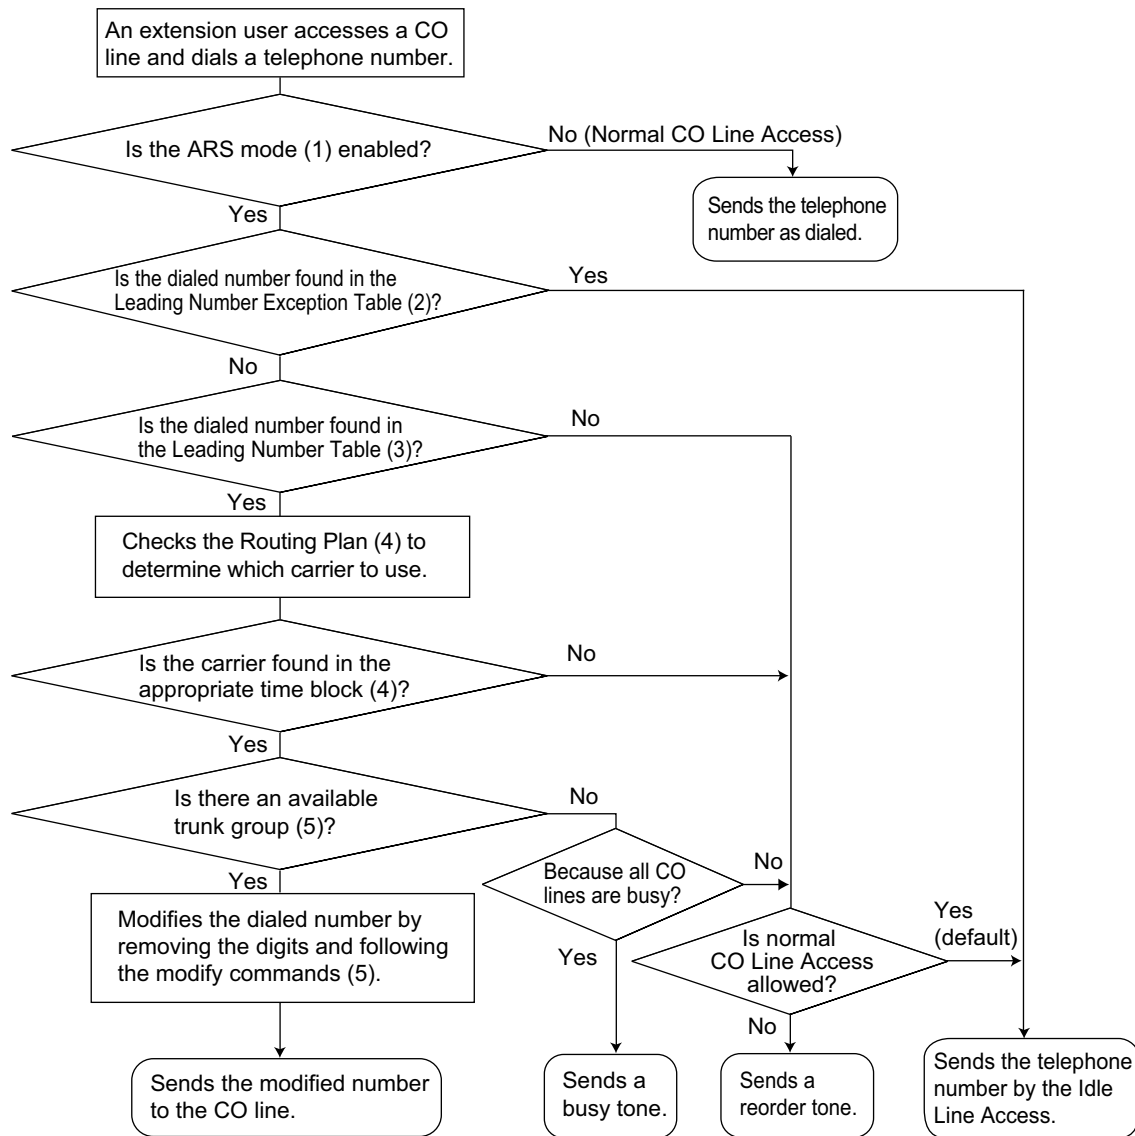 An extension user accesses a CO
line and dials a telephone number.
Is the ARS mode (1) enabled?
No (Normal CO Line Access)
Sends the telephone
number as dialed.
Yes
Is the dialed number found in the
Leading Number Exception Table (2)?
Yes
No
Is the dialed number found in
the Leading Number Table (3)?
No
Yes
Checks the Routing Plan (4) to
determine which carrier to use.
Is the carrier found in the
appropriate time block (4)?
No
Yes
Is there an available
trunk group (5)?
No
Because all CO
lines are busy?
No
Yes
Modifies the dialed number by
removing the digits and following
the modify commands (5).
Yes
Is normal
CO Line Access
allowed?
Yes
(default)
No
Sends the modified number
to the CO line.
Sends a
busy tone.
Sends a
reorder tone.
Sends the telephone
number by the Idle
Line Access.